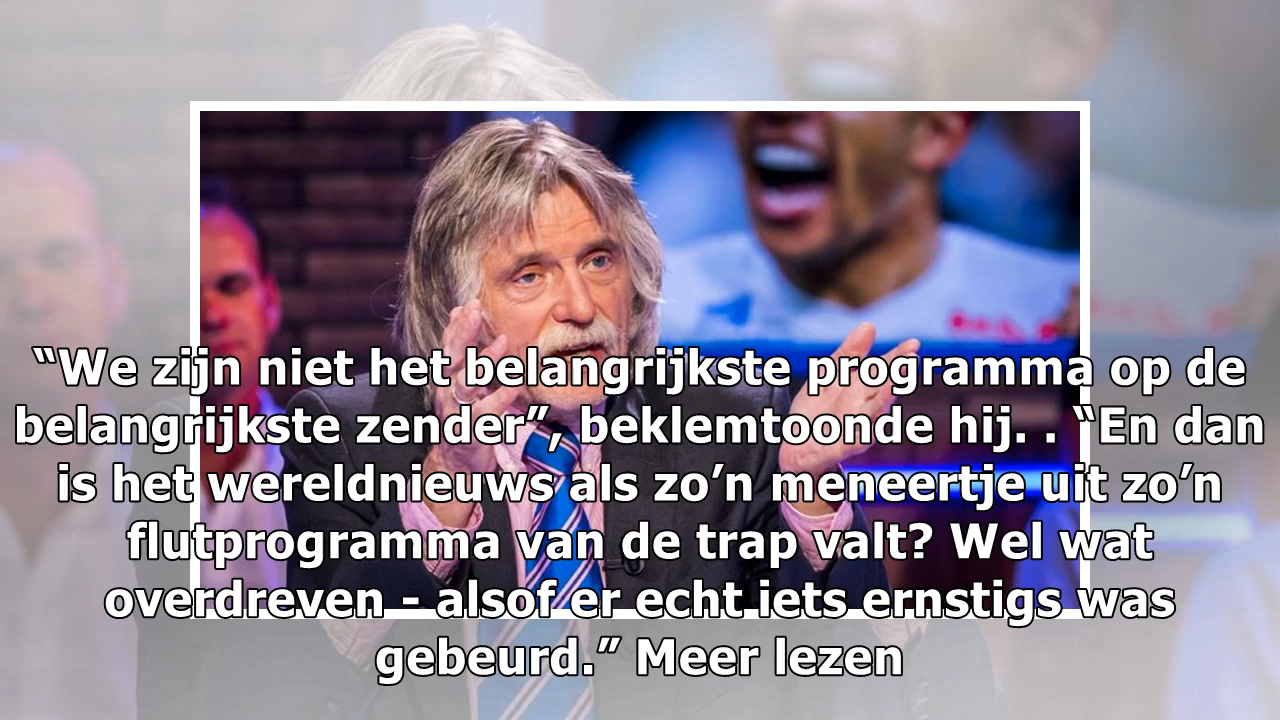 “We zijn niet het belangrijkste programma op de
belangrijkste zender”, beklemtoonde hij. . “En dan
is het wereldnieuws als zo’n meneertje uit zo’n
flutprogramma van de trap valt? Wel wat
overdreven - alsof er echt iets ernstigs was
gebeurd.” Meer lezen